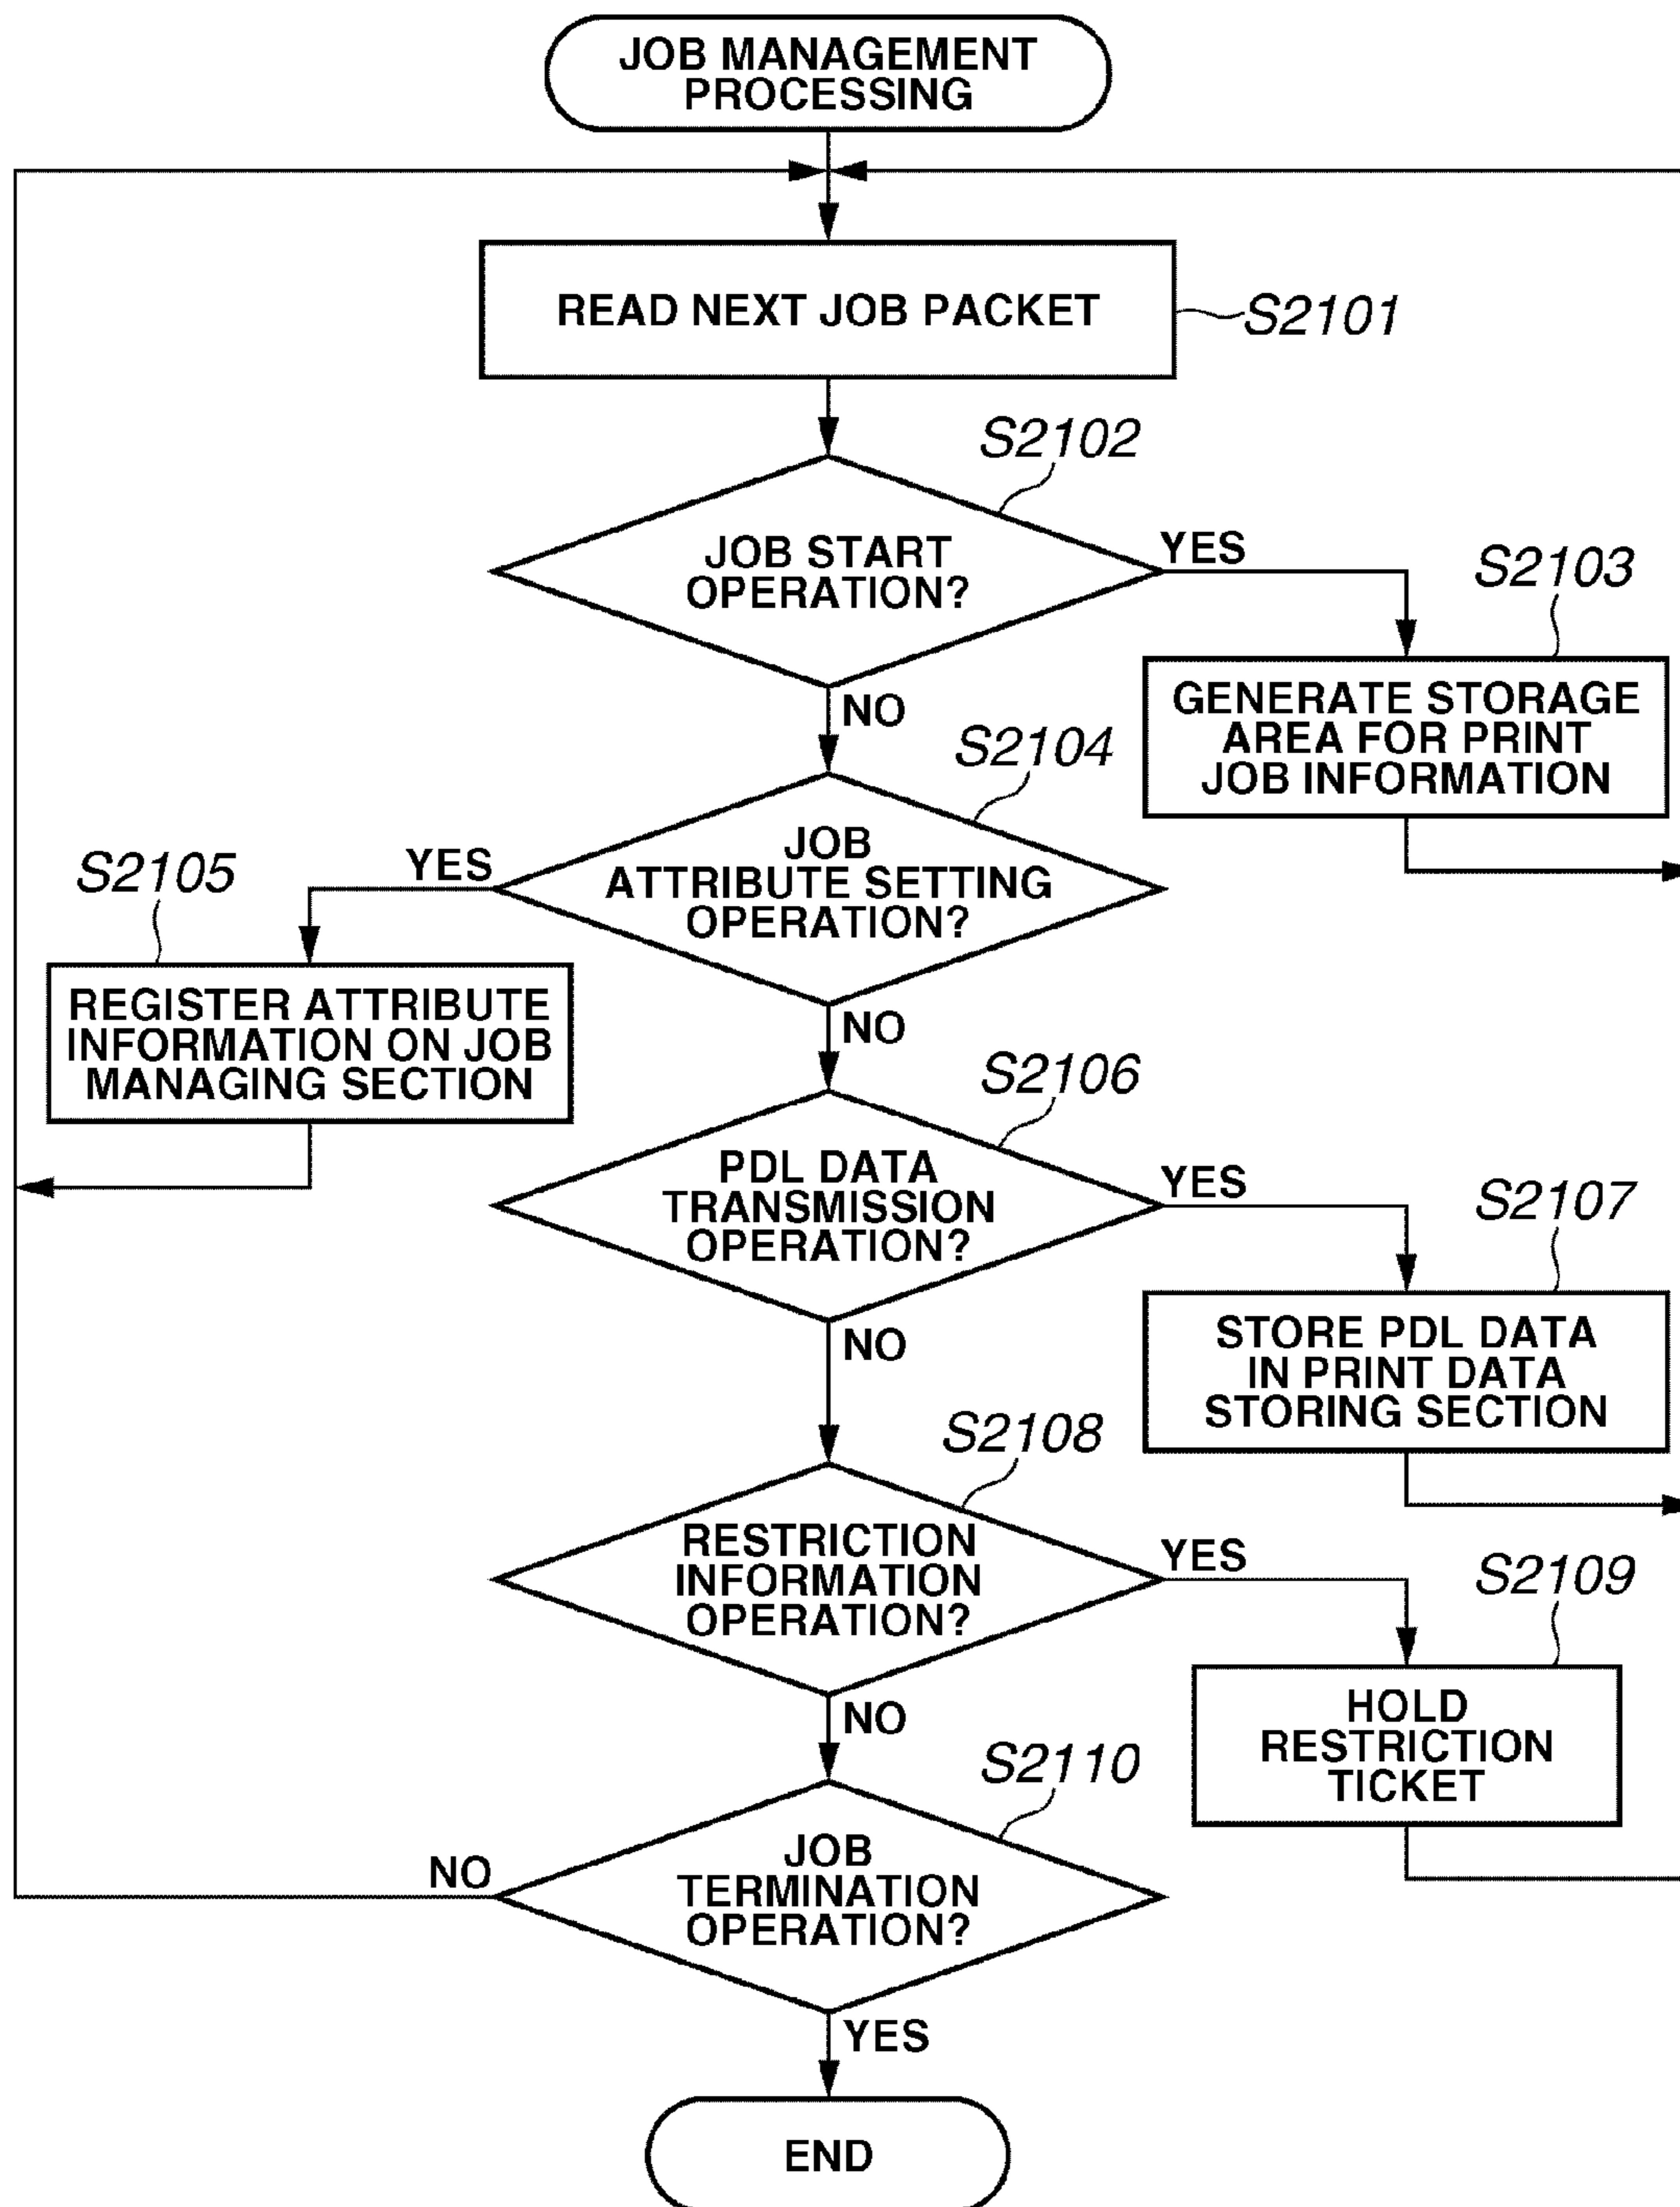 JOB MANAGEMENT
PROCESSING
READ NEXT JOB PACKET
S2101
S2102
JOB START
OPERATION?
YES
S2103
GENERATE STORAGE
AREA FOR PRINT
JOB INFORMATION
NO
S2104
JOB
ATTRIBUTE SETTING
OPERATION?
YES
S2105
REGISTER ATTRIBUTE
INFORMATION ON JOB
MANAGING SECTION
NO
S2106
PDL DATA
TRANSMISSION
OPERATION?
YES
S2107
STORE PDL DATA
IN PRINT DATA
STORING SECTION
NO
S2108
RESTRICTION
INFORMATION
OPERATION?
YES
S2109
HOLD
RESTRICTION
TICKET
NO
S2110
JOB
TERMINATION
OPERATION?
NO
YES
END